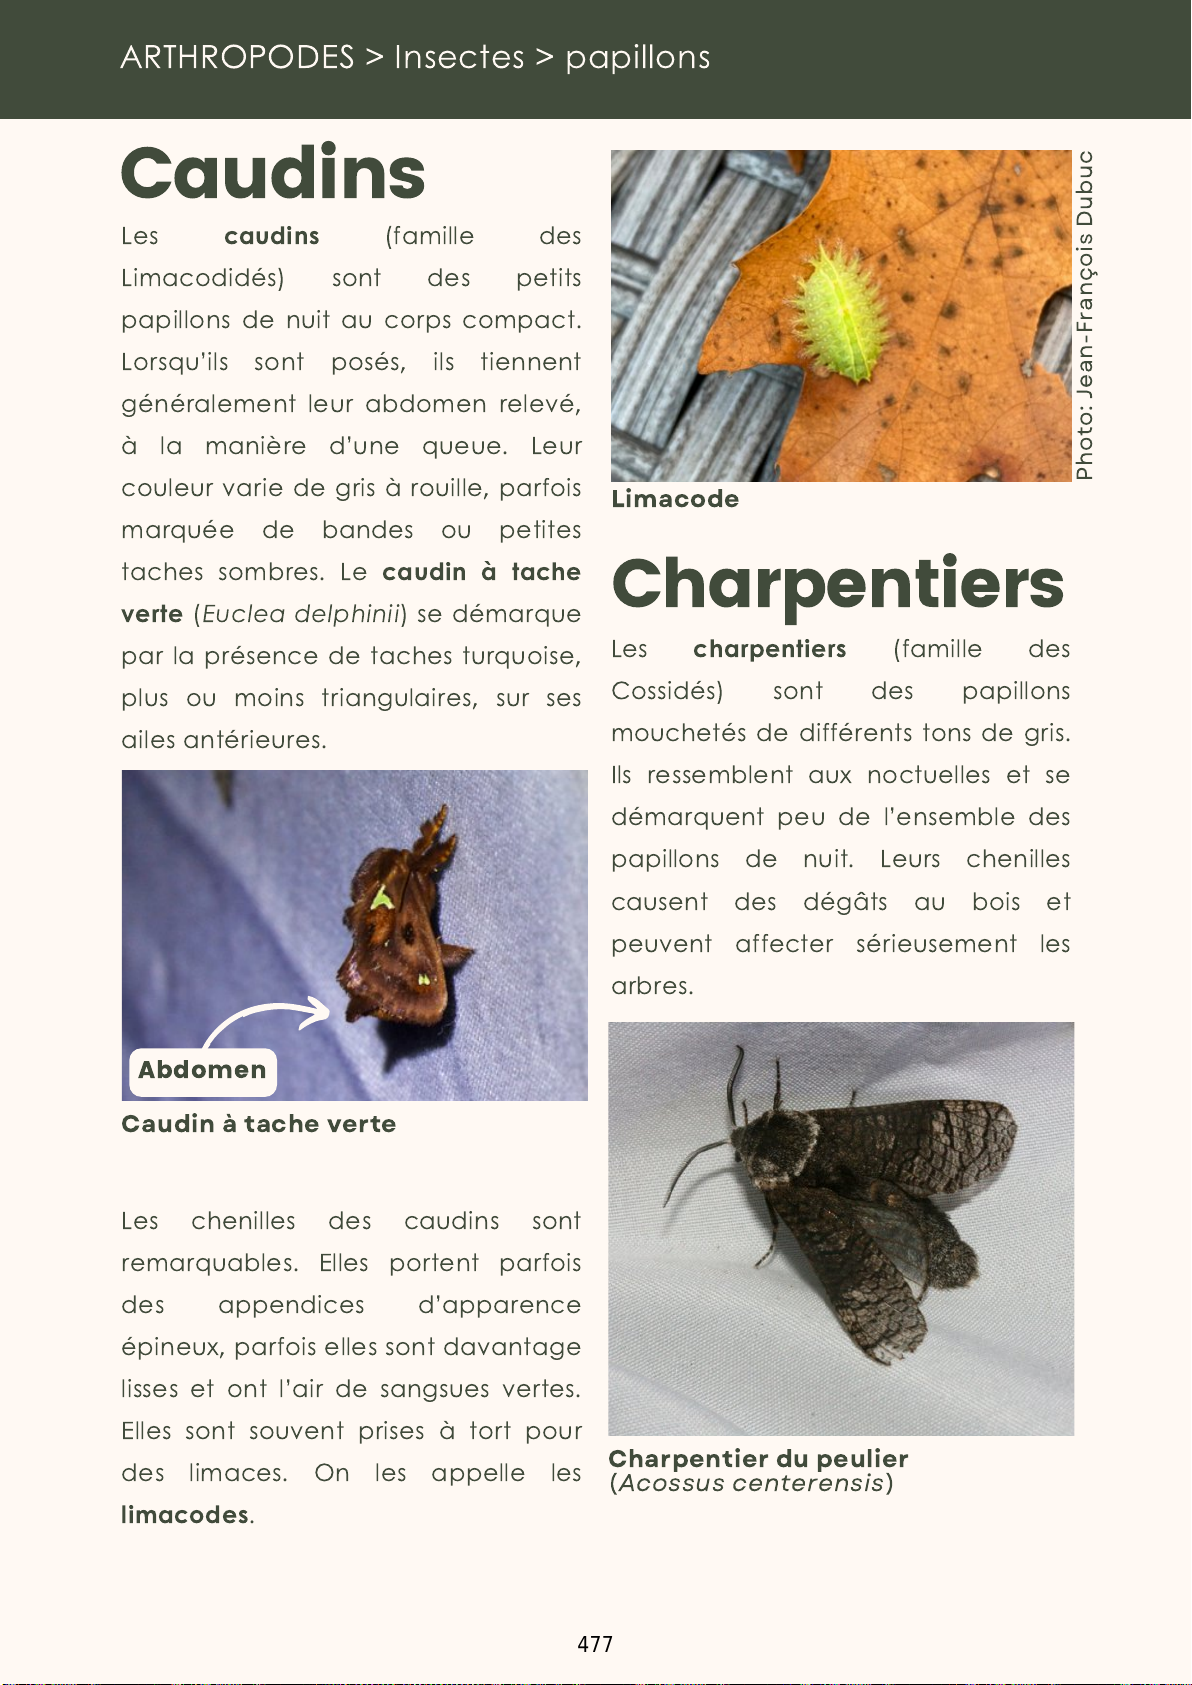 ARTHROPODES > Insectes > papillons
Caudins
Les caudins (famille des
Limacodidés) sont des petits
papillons de nuit au corps compact.
Lorsqu'ils sont posés, ils tiennent
généralement leur abdomen relevé,
à la manière d'une queue. Leur
couleur varie de gris à rouille, parfois
marquée de bandes ou petites
taches sombres. Le caudin à tache
verte (Euclea delphinii) se démarque
par la présence de taches turquoise,
plus ou moins triangulaires, sur ses
ailes antérieures.
Abdomen
Caudin à tache verte
Les chenilles des caudins sont
remarquables. Elles portent parfois
des appendices d'apparence
épineux, parfois elles sont davantage
lisses et ont l'air de sangsues vertes.
Elles sont souvent prises à tort pour
des limaces. On les appelle les
limacodes.
Photo: Jean-François Dubuc
Limacode
Charpentiers
Les charpentiers (famille des
Cossidés) sont des papillons
mouchetés de différents tons de gris.
Ils ressemblent aux noctuelles et se
démarquent peu de l'ensemble des
papillons de nuit. Leurs chenilles
causent des dégâts au bois et
peuvent affecter sérieusement les
arbres.
Charpentier du peulier
(Acossus centerensis)
477